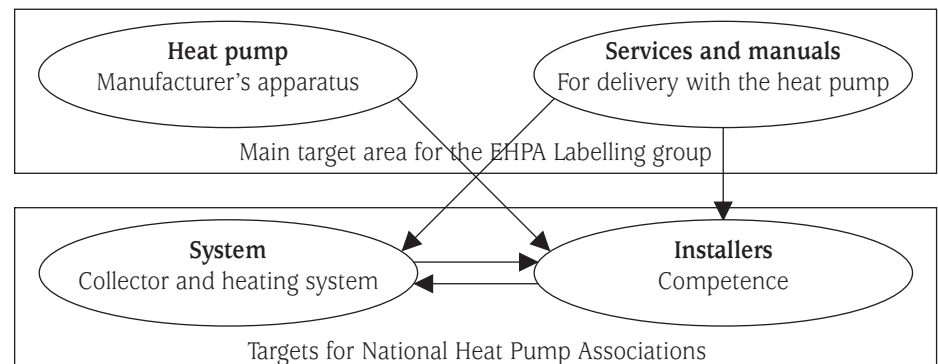 Heat pump
Manufacturer’s apparatus
Services and manuals
For delivery with the heat pump
Main target area for the EHPA Labelling group
System
Collector and heating system
Installers
Competence
Targets for National Heat Pump Associations